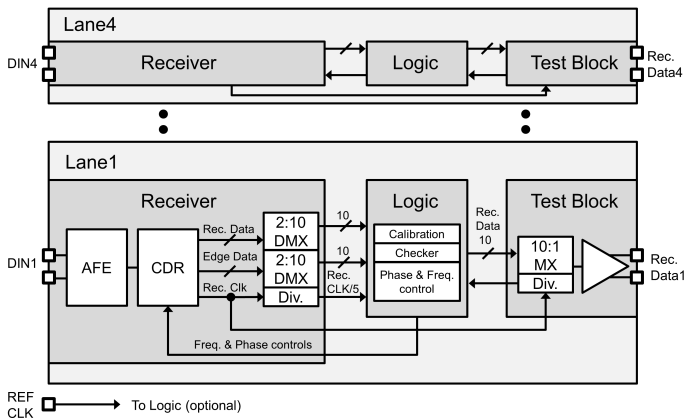 Lane4
DIN4
Receiver
Logic
Test Block
Rec.
Data4
Lane1
Receiver
Logic
Test Block
DIN1
AFE
CDR
Rec. Data
Edge Data
Rec. Clk
2:10
DMX
2:10
DMX
Div.
10
10
Rec.
CLK/5
Calibration
Checker
Phase & Freq.
control
Rec.
Data
10
10:1
MX
Div.
Rec.
Data1
Freq. & Phase controls
REF
CLK
To Logic (optional)